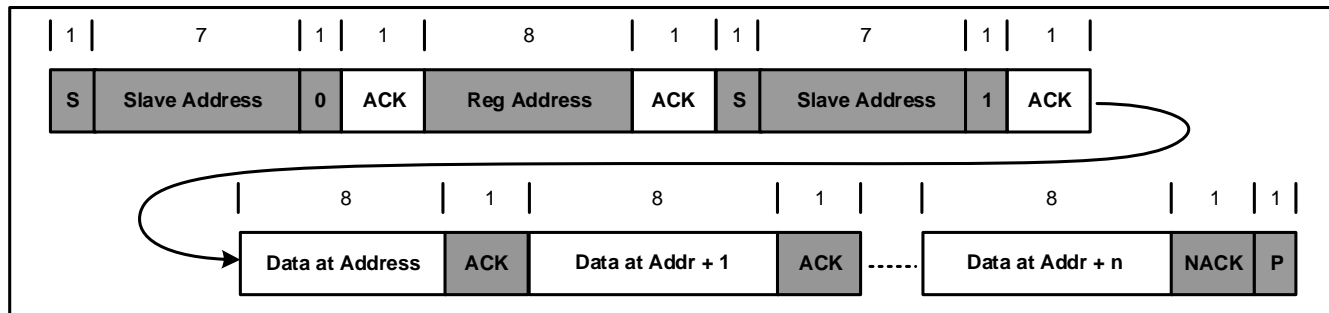 1 7 1 1 8 1 1 7 1 1
S Slave Address 0 ACK Reg Address ACK S Slave Address 1 ACK
8 1 8 1 8 1 1
Data at Address ACK Data at Addr + 1 ACK Data at Addr + n NACK P